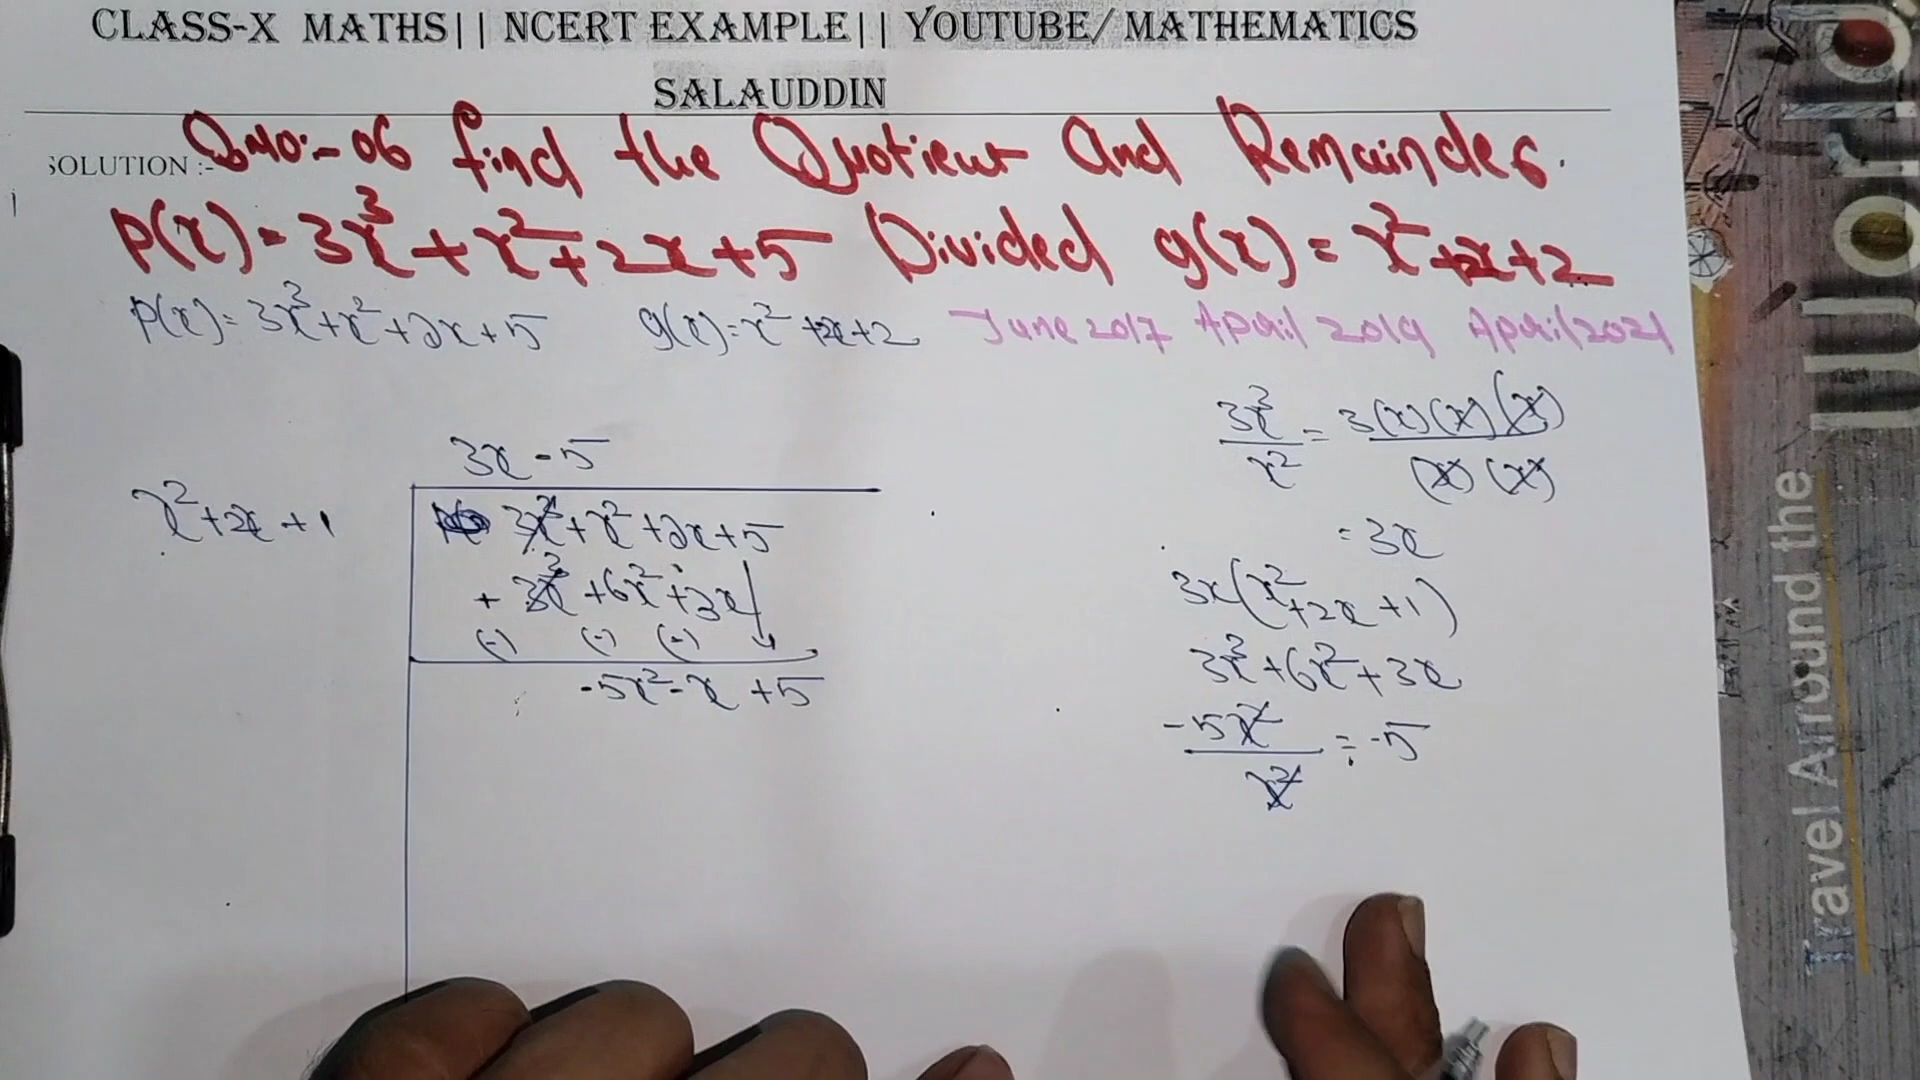 CLASS-X MATHS|| NCERT EXAMPLE|| YOUTUBE/ MATHEMATICS
SALAUDDIN
SOLUTION :- Q.No:-06 find the Quotient And Remainder.
P(x) = 3x³ + x² + 2x + 5 Divided g(x) = x² + 2x + 2
P(x) = 3x³ + x² + 2x + 5 g(x) = x² + 2x + 2 June 2017 April 2019 April 2021
3x - 5
x² + 2x + 1
3x³ + x² + 2x + 5
+ 3x³ + 6x² + 3x
(-) (-) (-)
-5x² - x + 5
3x³/x² = 3(x)(x)(x)/(x)(x)
= 3x
3x(x² + 2x + 1)
3x³ + 6x² + 3x
-5x²/x² = -5
Travel Arround the World